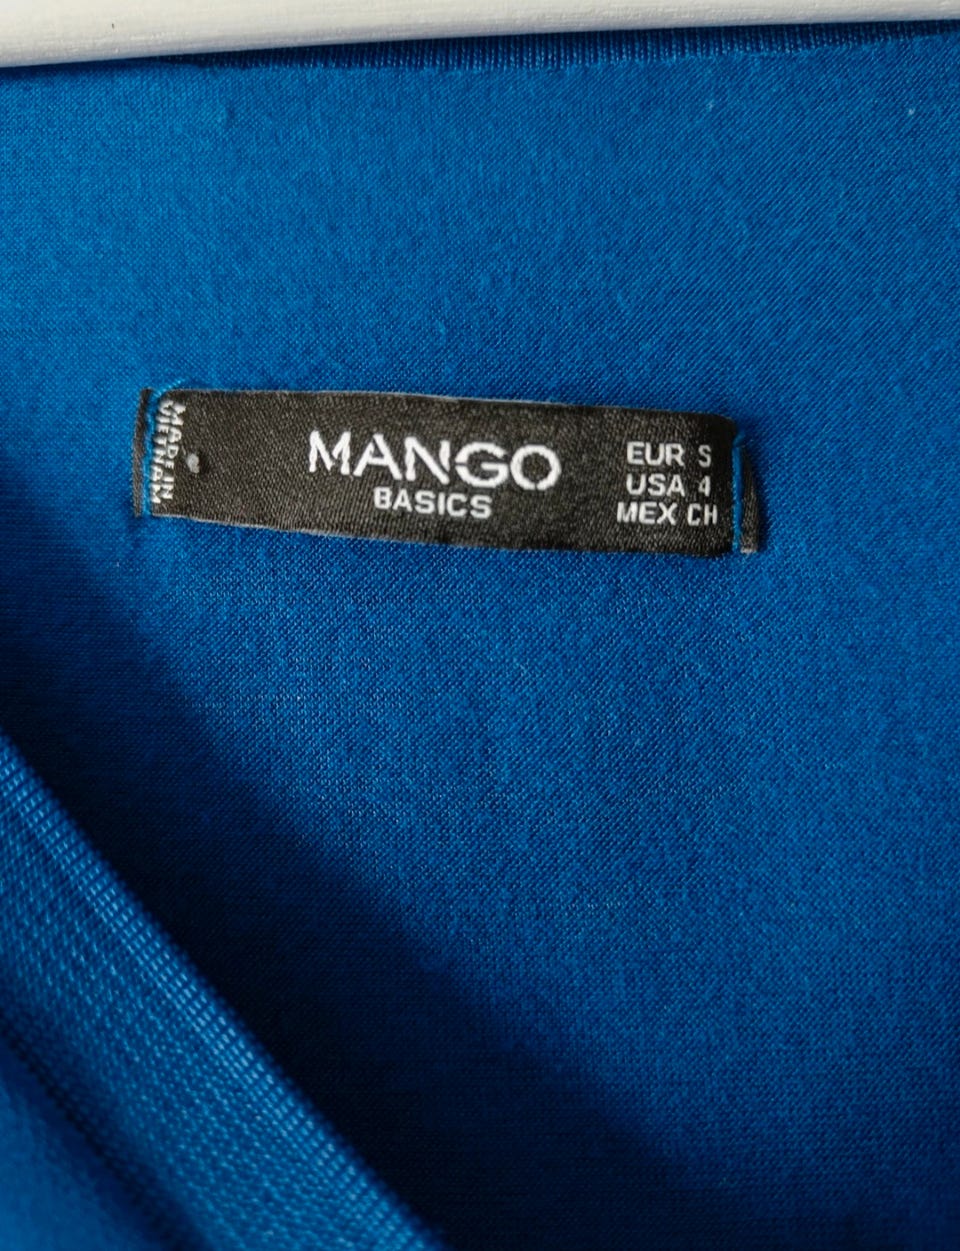 MADE IN
VIETNAM
MANGO
BASICS
EUR S
USA 4
MEX CH